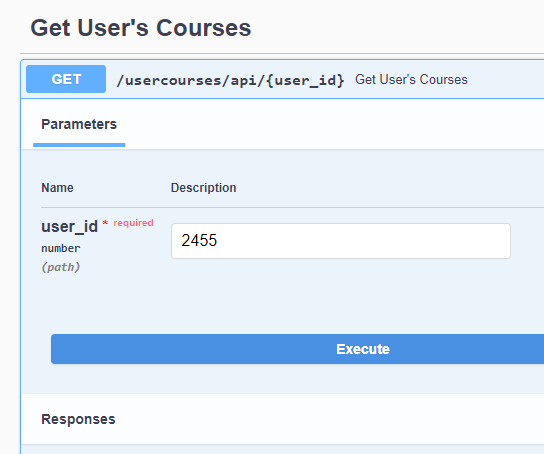 Get User's Courses
GET /usercourses/api/{user_id} Get User's Courses
Parameters
Name Description
user_id * required 2455
number
(path)
Execute
Responses